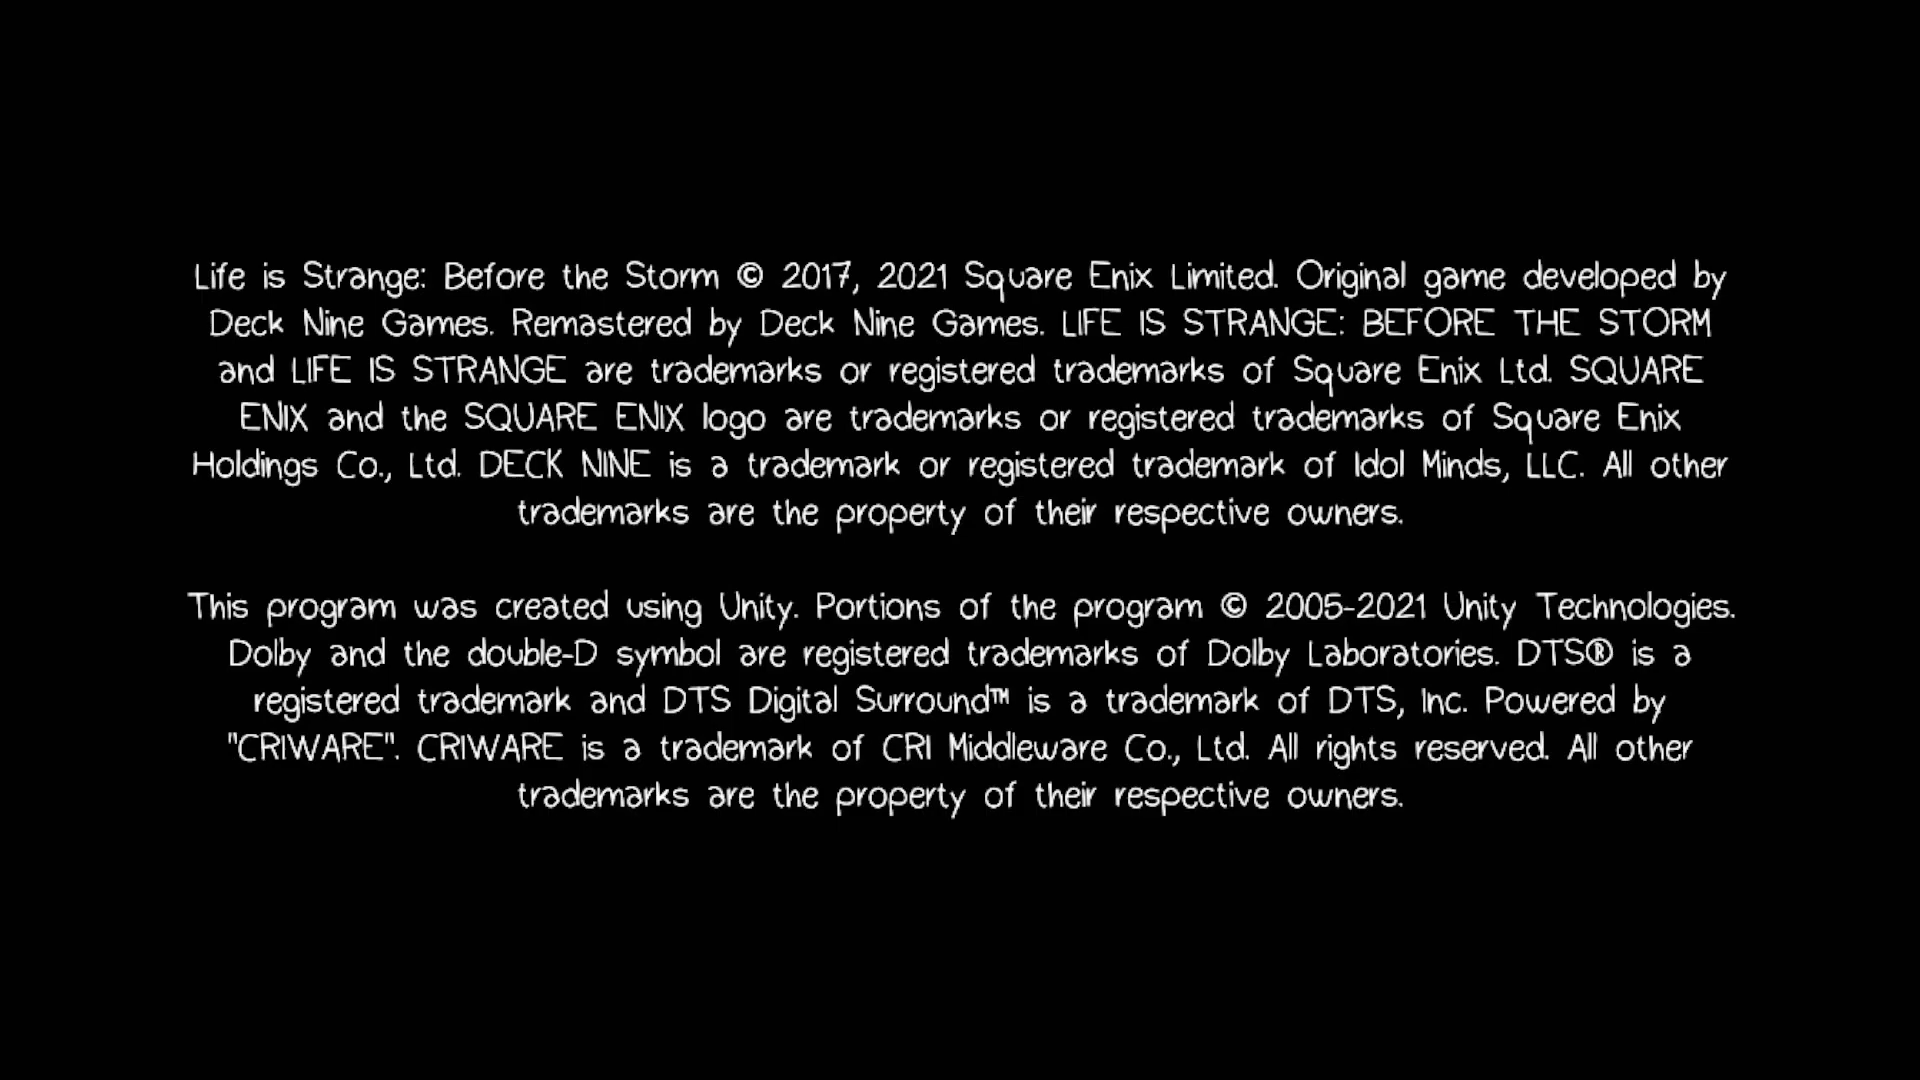 Life is Strange: Before the Storm © 2017, 2021 Square Enix Limited. Original game developed by
Deck Nine Games. Remastered by Deck Nine Games. LIFE IS STRANGE: BEFORE THE STORM
and LIFE IS STRANGE are trademarks or registered trademarks of Square Enix Ltd. SQUARE
ENIX and the SQUARE ENIX logo are trademarks or registered trademarks of Square Enix
Holdings Co., Ltd. DECK NINE is a trademark or registered trademark of Idol Minds, LLC. All other
trademarks are the property of their respective owners.
This program was created using Unity. Portions of the program © 2005-2021 Unity Technologies.
Dolby and the double-D symbol are registered trademarks of Dolby Laboratories. DTS® is a
registered trademark and DTS Digital Surround™ is a trademark of DTS, Inc. Powered by
"CRIWARE". CRIWARE is a trademark of CRI Middleware Co., Ltd. All rights reserved. All other
trademarks are the property of their respective owners.